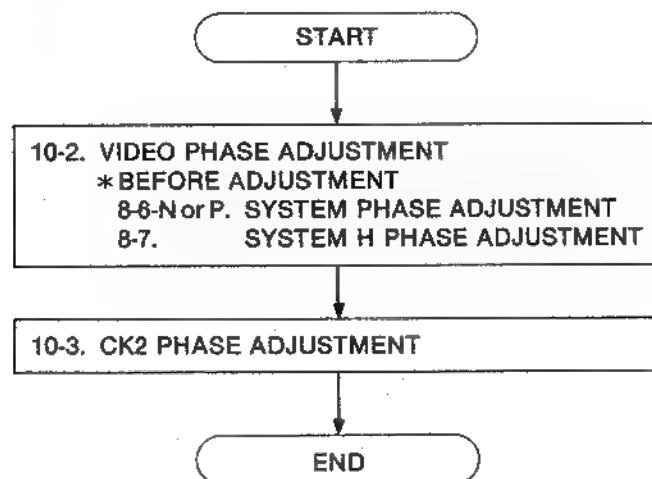 START
10-2. VIDEO PHASE ADJUSTMENT
*BEFORE ADJUSTMENT
8-6-N or P. SYSTEM PHASE ADJUSTMENT
8-7. SYSTEM H PHASE ADJUSTMENT
10-3. CK2 PHASE ADJUSTMENT
END